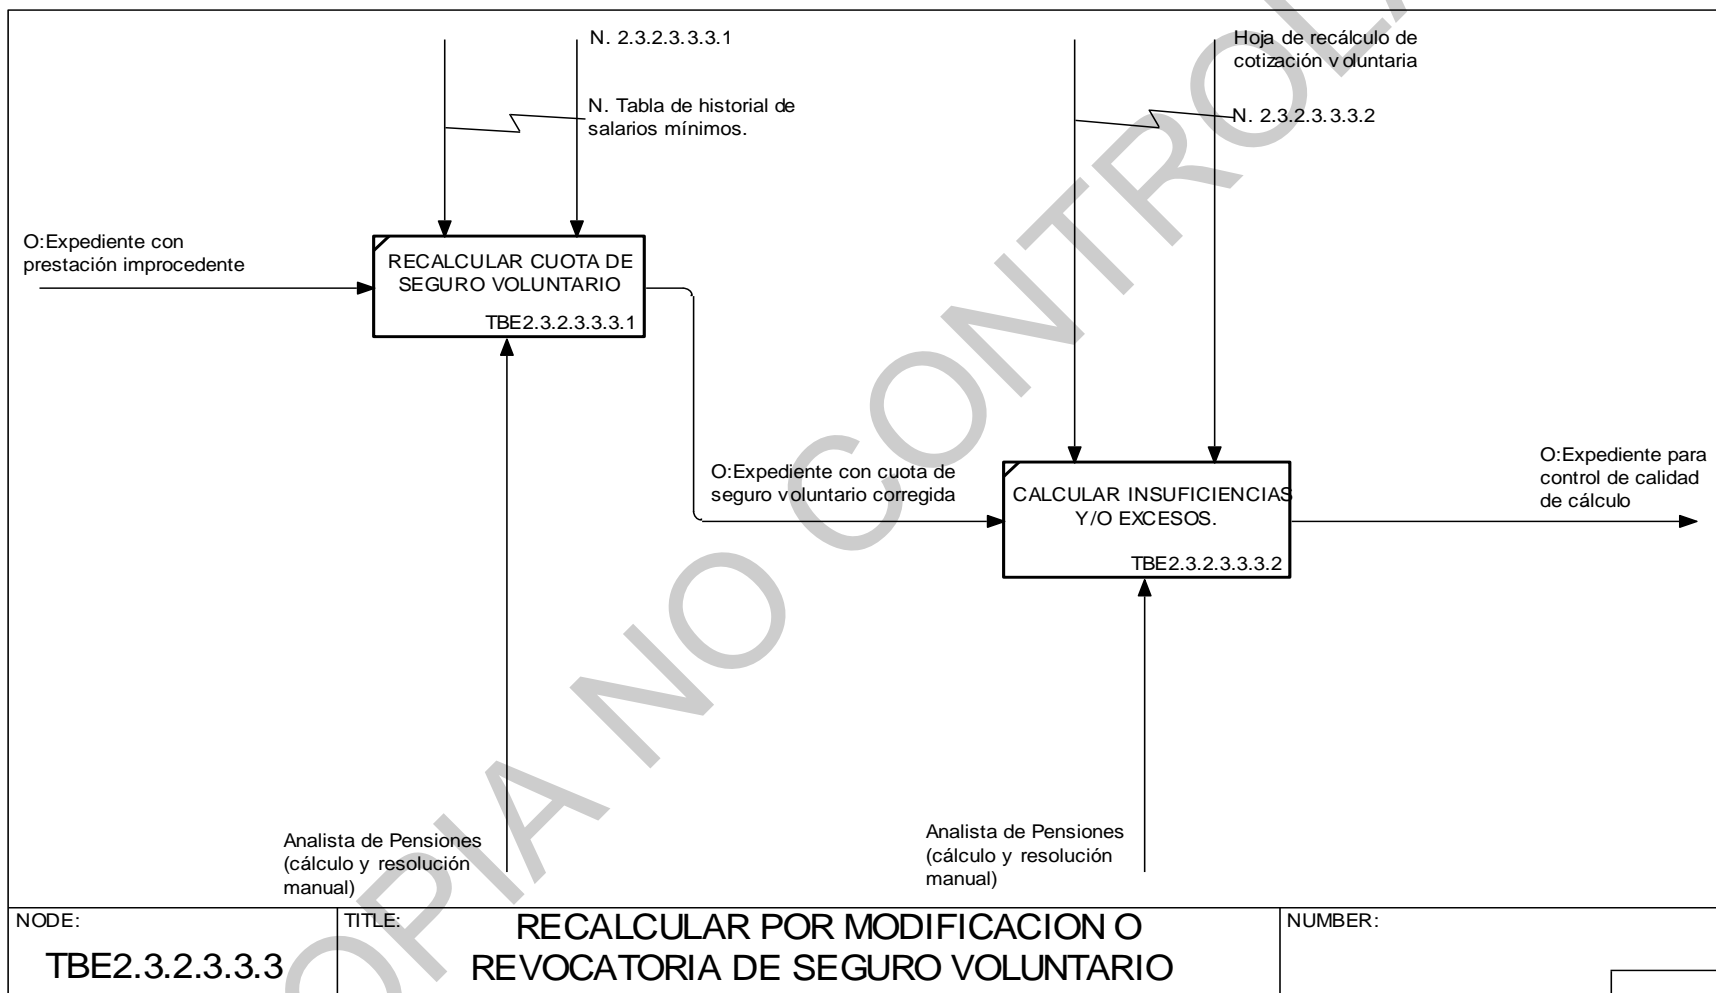 N. 2.3.2.3.3.3.1
N. Tabla de historial de
salarios mínimos.
Hoja de recálculo de
cotización voluntaria
N. 2.3.2.3.3.3.2
O:Expediente con
prestación improcedente
RECALCULAR CUOTA DE
SEGURO VOLUNTARIO
TBE2.3.2.3.3.3.1
O:Expediente con cuota de
seguro voluntario corregida
CALCULAR INSUFICIENCIAS
Y/O EXCESOS.
TBE2.3.2.3.3.3.2
O:Expediente para
control de calidad
de cálculo
Analista de Pensiones
(cálculo y resolución
manual)
Analista de Pensiones
(cálculo y resolución
manual)
NODE:
TBE2.3.2.3.3.3
TITLE:
RECALCULAR POR MODIFICACION O
REVOCATORIA DE SEGURO VOLUNTARIO
NUMBER:
OPIA NO CONTROLA